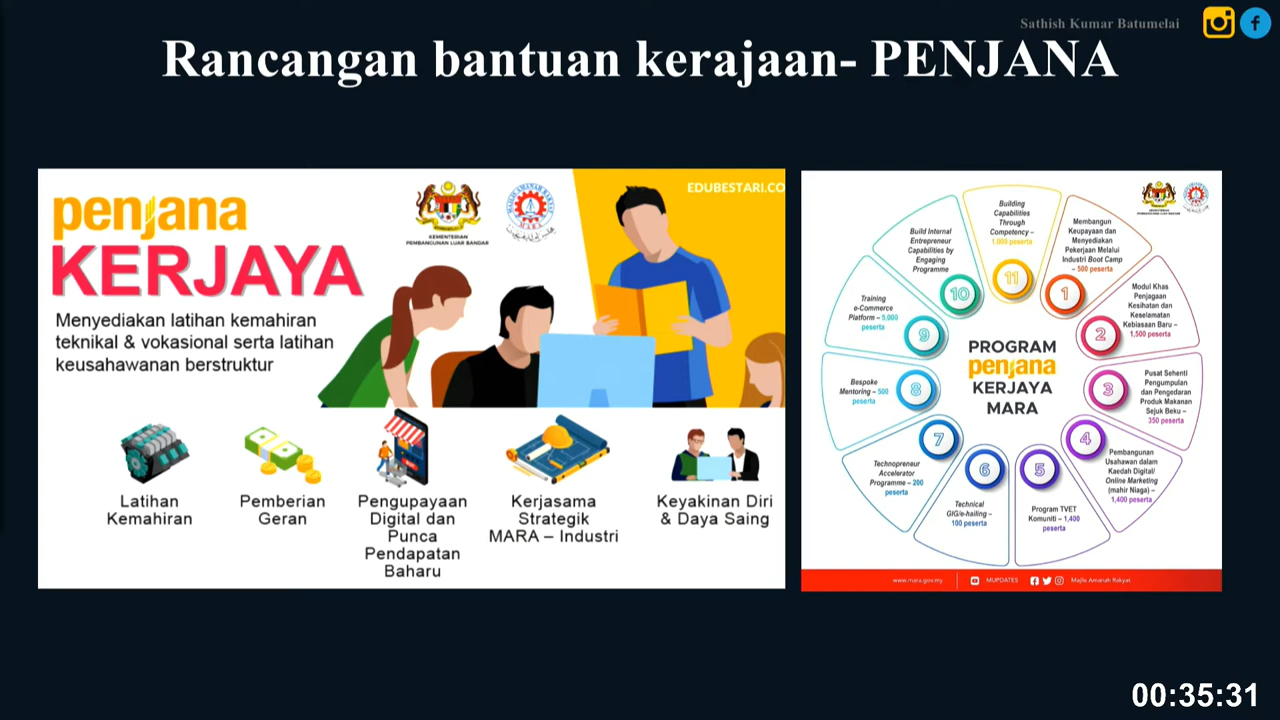 Sathish Kumar Batumelai
Rancangan bantuan kerajaan- PENJANA
EDUBESTARI.CO
penjana
KERJAYA
KEMENTERIAN
PEMBANGUNAN LUAR BANDAR
Menyediakan latihan kemahiran
teknikal & vokasional serta latihan
keusahawanan berstruktur
Latihan
Kemahiran
Pemberian
Geran
Pengupayaan
Digital dan
Punca
Pendapatan
Baharu
Kerjasama
Strategik
MARA – Industri
Keyakinan Diri
& Daya Saing
PROGRAM
penjana
KERJAYA
MARA
1
Membangun
Keupayaan dan
Menyediakan
Pekerjaan Melalui
Industri Boot Camp
– 500 peserta
2
Modul Khas
Penjagaan
Kesihatan dan
Keselamatan
Kebiasaan Baru –
1,500 peserta
3
Pusat Sehenti
Pengumpulan
dan Pengedaran
Produk Makanan
Sejuk Beku –
350 peserta
4
Pembangunan
Usahawan dalam
Kaedah Digital/
Online Marketing
(mahir Niaga) –
1,400 peserta
5
Program TVET
Komuniti – 1,400
peserta
6
Technical
GIG/e-hailing –
100 peserta
7
Technopreneur
Accelerator
Programme – 200
peserta
8
Bespoke
Mentoring – 500
peserta
9
Training
e-Commerce
Platform – 5,000
peserta
10
Build Internal
Entrepreneur
Capabilities by
Engaging
Programme
11
Building
Capabilities
Through
Competency –
1,000 peserta
www.mara.gov.my
MUPDATES
Majlis Amanah Rakyat
00:35:31